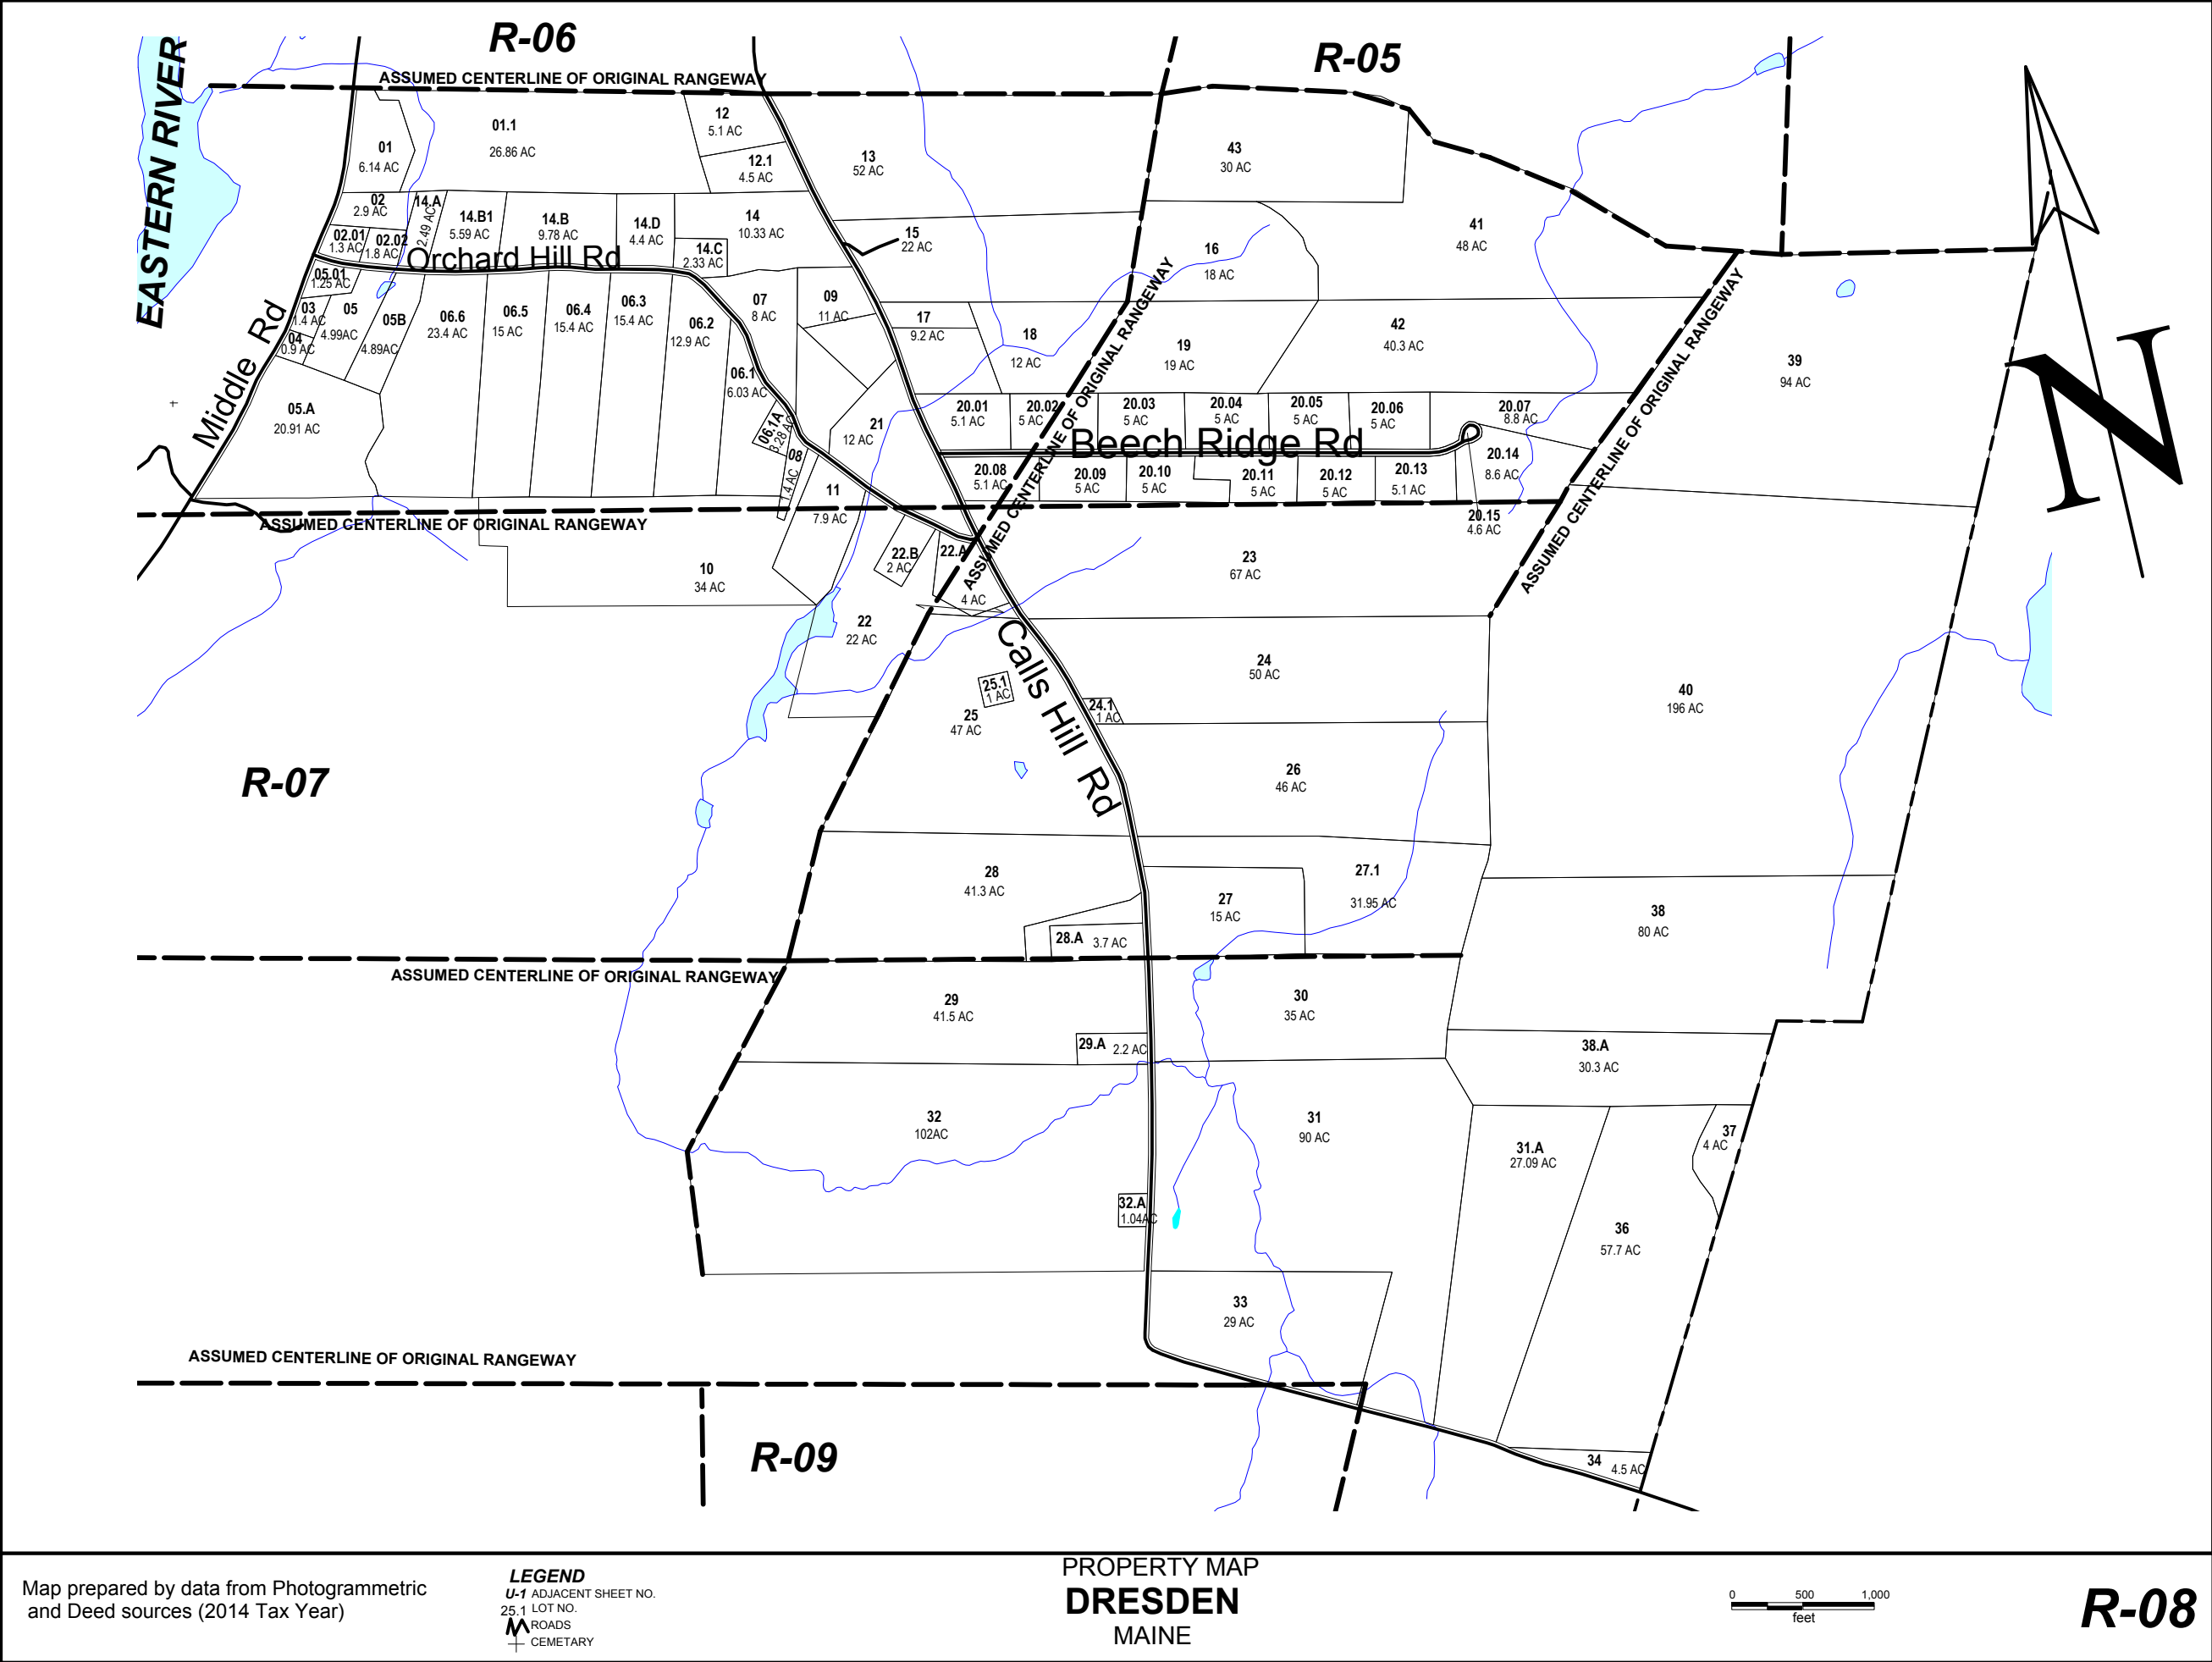 R-06
R-05
EASTERN RIVER
ASSUMED CENTERLINE OF ORIGINAL RANGEWAY
01
6.14 AC
01.1
26.86 AC
12
5.1 AC
12.1
4.5 AC
13
52 AC
43
30 AC
02
2.9 AC
14.A
2.49 AC
14.B1
5.59 AC
14.B
9.78 AC
14.D
4.4 AC
14
10.33 AC
14.C
2.33 AC
15
22 AC
16
18 AC
41
48 AC
02.01
1.3 AC
02.02
1.8 AC
Orchard Hill Rd
05.01
1.25 AC
03
1.4 AC
04
0.9 AC
05
4.99AC
05B
4.89AC
06.6
23.4 AC
06.5
15 AC
06.4
15.4 AC
06.3
15.4 AC
06.2
12.9 AC
07
8 AC
09
11 AC
17
9.2 AC
18
12 AC
19
19 AC
42
40.3 AC
39
94 AC
N
Middle Rd
05.A
20.91 AC
06.1
6.03 AC
06.1A
3.28 AC
08
1.4 AC
21
12 AC
11
7.9 AC
20.01
5.1 AC
20.02
5 AC
20.03
5 AC
20.04
5 AC
20.05
5 AC
20.06
5 AC
20.07
8.8 AC
Beech Ridge Rd
20.08
5.1 AC
20.09
5 AC
20.10
5 AC
20.11
5 AC
20.12
5 AC
20.13
5.1 AC
20.14
8.6 AC
20.15
4.6 AC
ASSUMED CENTERLINE OF ORIGINAL RANGEWAY
ASSUMED CENTERLINE OF ORIGINAL RANGEWAY
ASSUMED CENTERLINE OF ORIGINAL RANGEWAY
10
34 AC
22.B
2 AC
22.A
4 AC
22
22 AC
23
67 AC
Calls Hill Rd
24
50 AC
24.1
1 AC
25.1
1 AC
25
47 AC
40
196 AC
R-07
26
46 AC
28
41.3 AC
27
15 AC
27.1
31.95 AC
38
80 AC
28.A 3.7 AC
ASSUMED CENTERLINE OF ORIGINAL RANGEWAY
29
41.5 AC
29.A 2.2 AC
30
35 AC
38.A
30.3 AC
32
102AC
31
90 AC
31.A
27.09 AC
37
4 AC
32.A
1.04AC
36
57.7 AC
33
29 AC
ASSUMED CENTERLINE OF ORIGINAL RANGEWAY
R-09
34 4.5 AC
Map prepared by data from Photogrammetric
and Deed sources (2014 Tax Year)
LEGEND
U-1 ADJACENT SHEET NO.
25.1 LOT NO.
ROADS
CEMETARY
PROPERTY MAP
DRESDEN
MAINE
0 500 1,000
feet
R-08